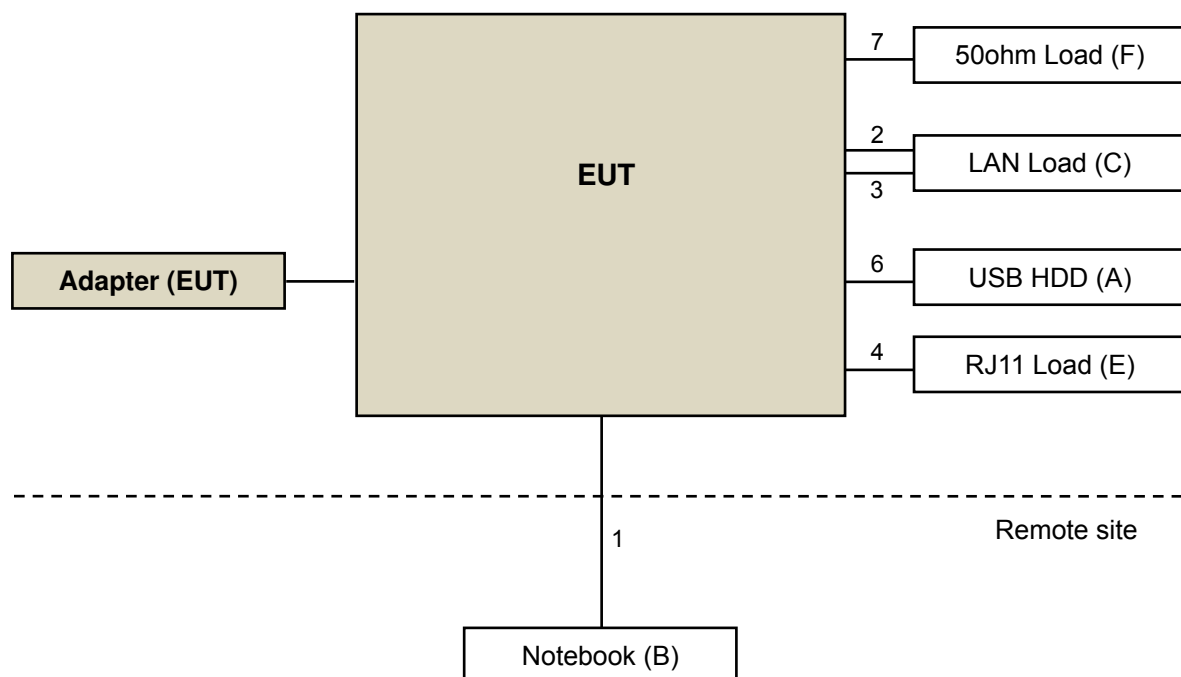 7
50ohm Load (F)
2
LAN Load (C)
3
EUT
6
USB HDD (A)
Adapter (EUT)
4
RJ11 Load (E)
Remote site
1
Notebook (B)